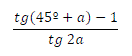 tg(45º + a) − 1
tg 2a